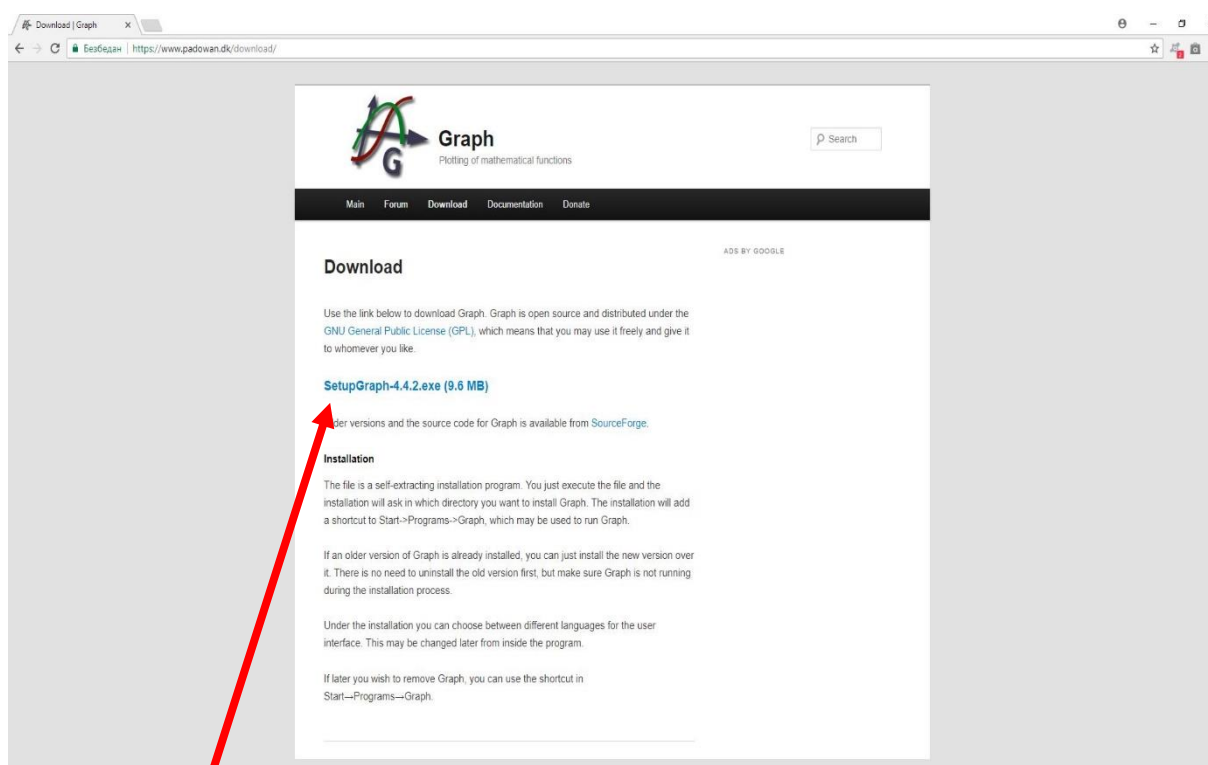 Download | Graph
Безбедан https://www.padowan.dk/download/
G
Graph
Plotting of mathematical functions
Search
Main Forum Download Documentation Donate
ADS BY GOOGLE
Download
Use the link below to download Graph. Graph is open source and distributed under the
GNU General Public License (GPL), which means that you may use it freely and give it
to whomever you like.
SetupGraph-4.4.2.exe (9.6 MB)
der versions and the source code for Graph is available from SourceForge.
Installation
The file is a self-extracting installation program. You just execute the file and the
installation will ask in which directory you want to install Graph. The installation will add
a shortcut to Start->Programs->Graph, which may be used to run Graph.
If an older version of Graph is already installed, you can just install the new version over
it. There is no need to uninstall the old version first, but make sure Graph is not running
during the installation process.
Under the installation you can choose between different languages for the user
interface. This may be changed later from inside the program.
If later you wish to remove Graph, you can use the shortcut in
Start→Programs→Graph.